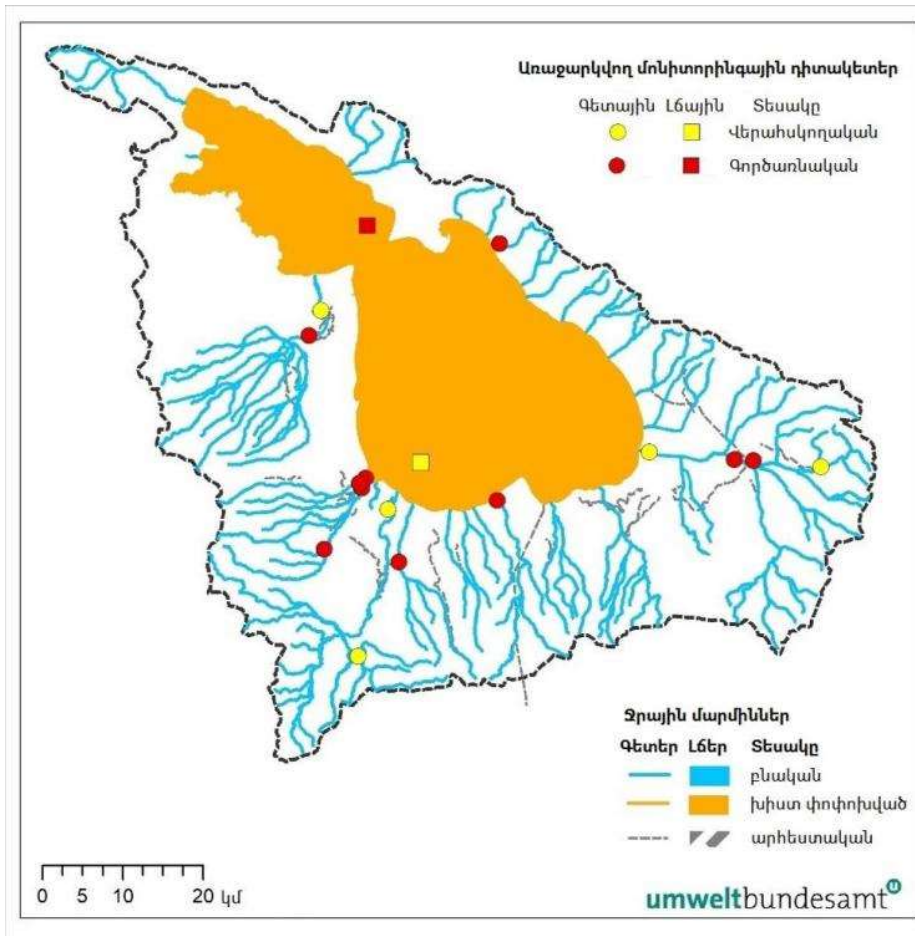 Առաջարկվող մոնիտորինգային դիտակետեր
Գետային Լճային Տեսակը
Վերահսկողական
Գործառնական
Ջրային մարմիններ
Գետեր Լճեր Տեսակը
բնական
խիստ փոփոխված
արհեստական
0 5 10 20 կմ
umweltbundesamt u